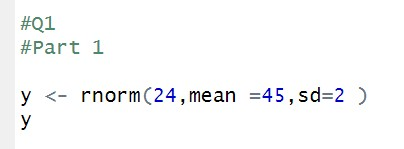 #Q1
#Part 1
y <- rnorm(24,mean =45,sd=2 )
y